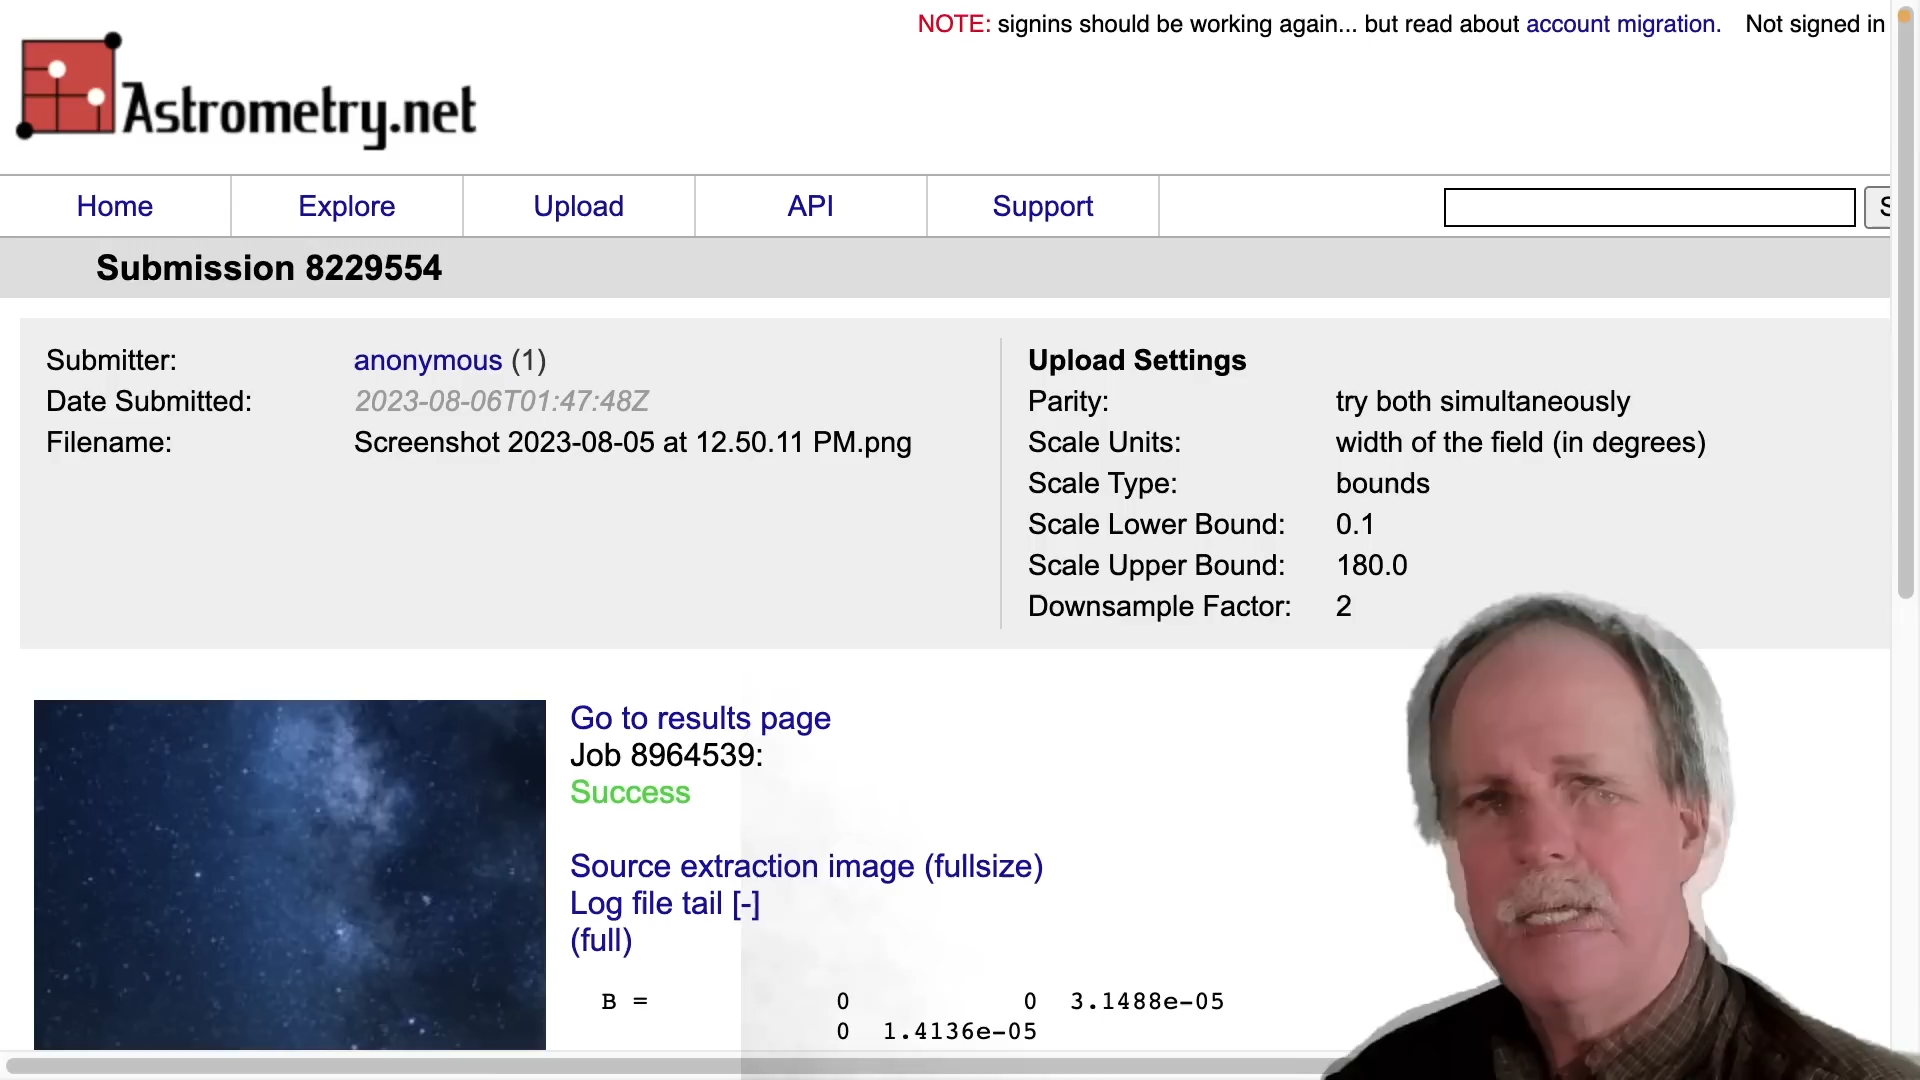 NOTE: signins should be working again... but read about account migration. Not signed in
Astrometry.net
Home Explore Upload API Support
Submission 8229554
Submitter: anonymous (1)
Date Submitted: 2023-08-06T01:47:48Z
Filename: Screenshot 2023-08-05 at 12.50.11 PM.png
Upload Settings
Parity: try both simultaneously
Scale Units: width of the field (in degrees)
Scale Type: bounds
Scale Lower Bound: 0.1
Scale Upper Bound: 180.0
Downsample Factor: 2
Go to results page
Job 8964539:
Success
Source extraction image (fullsize)
Log file tail [-]
(full)
B = 0 0 3.1488e-05
0 1.4136e-05